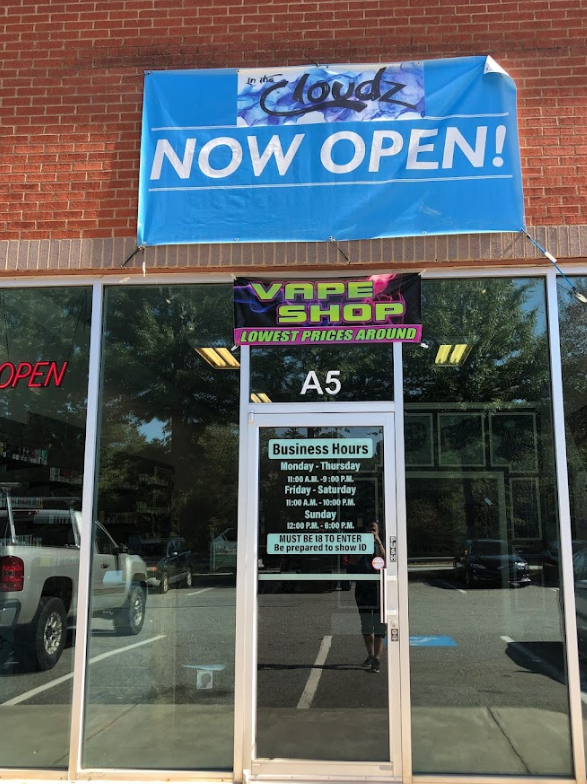 in the
Cloudz
NOW OPEN!
VAPE
SHOP
LOWEST PRICES AROUND
OPEN
A5
Business Hours
Monday - Thursday
11:00 A.M. -9:00 P.M.
Friday - Saturday
11:00 A.M. - 10:00 P.M.
Sunday
12:00 P.M. - 6:00 P.M.
MUST BE 18 TO ENTER
Be prepared to show ID